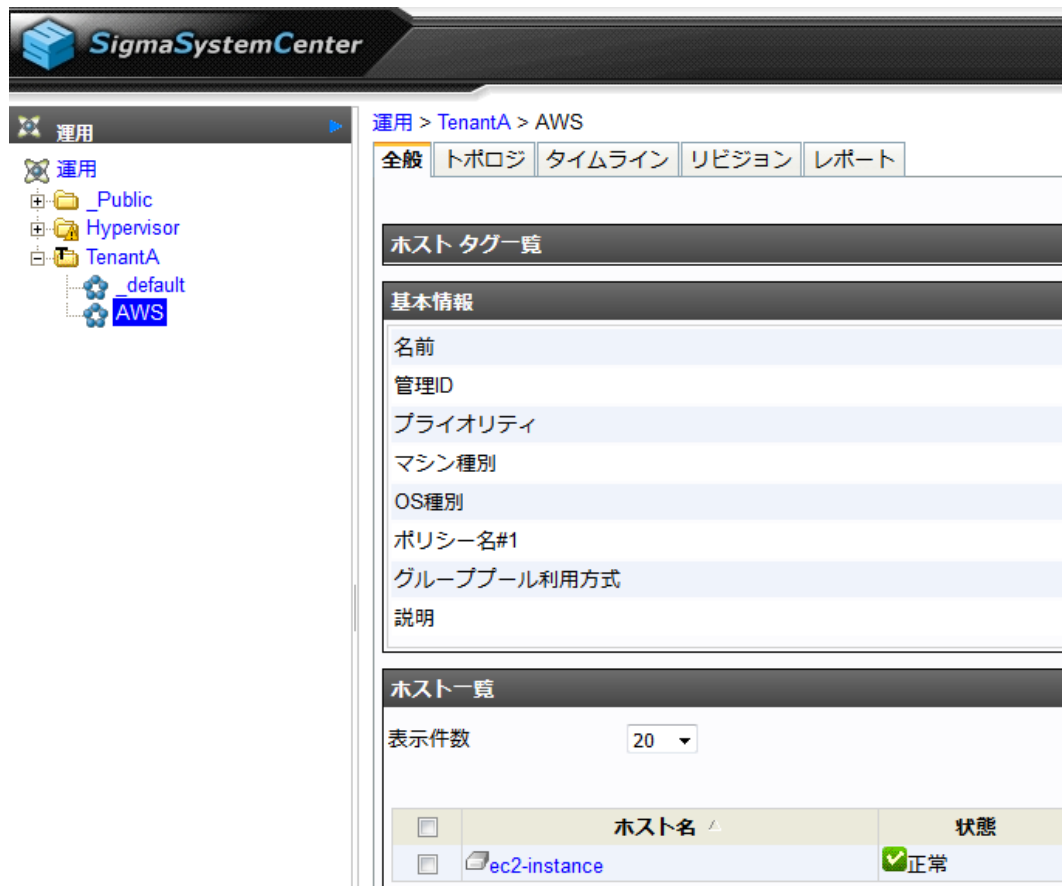 SigmaSystemCenter
運用
運用
_Public
Hypervisor
TenantA
_default
AWS
運用 > TenantA > AWS
全般 トポロジ タイムライン リビジョン レポート
ホスト タグ一覧
基本情報
名前
管理ID
プライオリティ
マシン種別
OS種別
ポリシー名#1
グループプール利用方式
説明
ホスト一覧
表示件数 20
ホスト名 状態
ec2-instance 正常